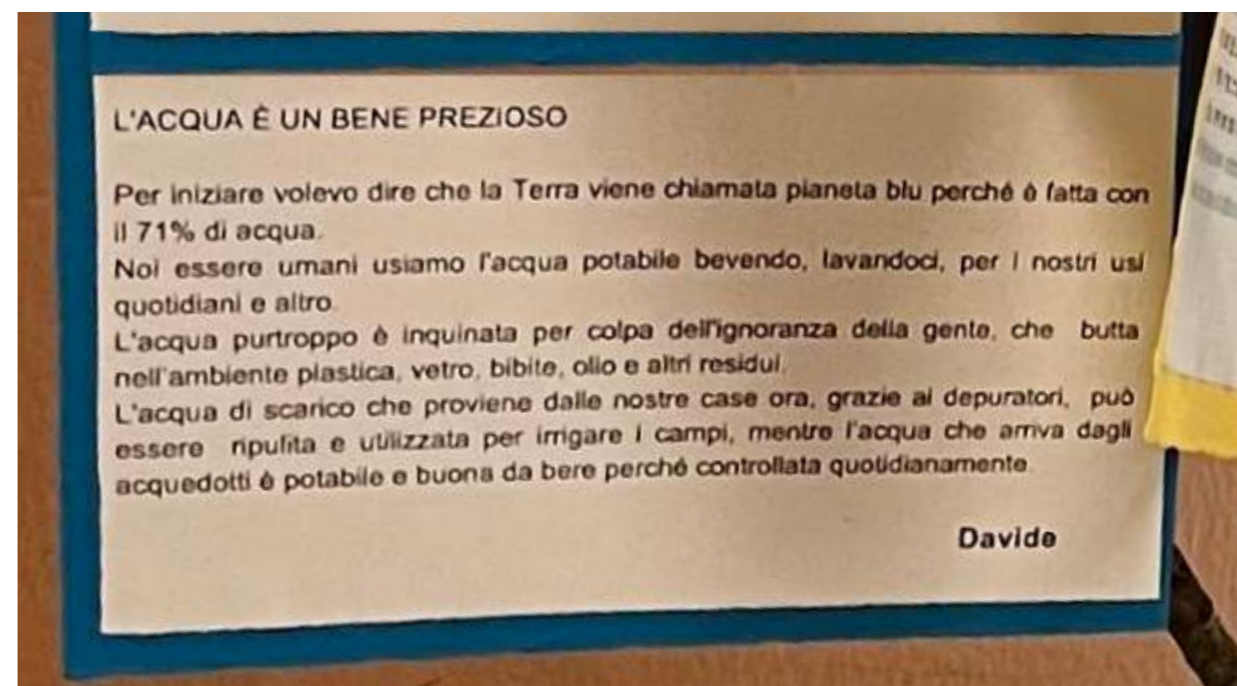 L'ACQUA È UN BENE PREZIOSO
Per iniziare volevo dire che la Terra viene chiamata pianeta blu perché è fatta con
il 71% di acqua.
Noi essere umani usiamo l'acqua potabile bevendo, lavandoci, per i nostri usi
quotidiani e altro.
L'acqua purtroppo è inquinata per colpa dell'ignoranza della gente, che butta
nell'ambiente plastica, vetro, bibite, olio e altri residui.
L'acqua di scarico che proviene dalle nostre case ora, grazie ai depuratori, può
essere ripulita e utilizzata per irrigare i campi, mentre l'acqua che arriva dagli
acquedotti è potabile e buona da bere perché controllata quotidianamente.
Davide